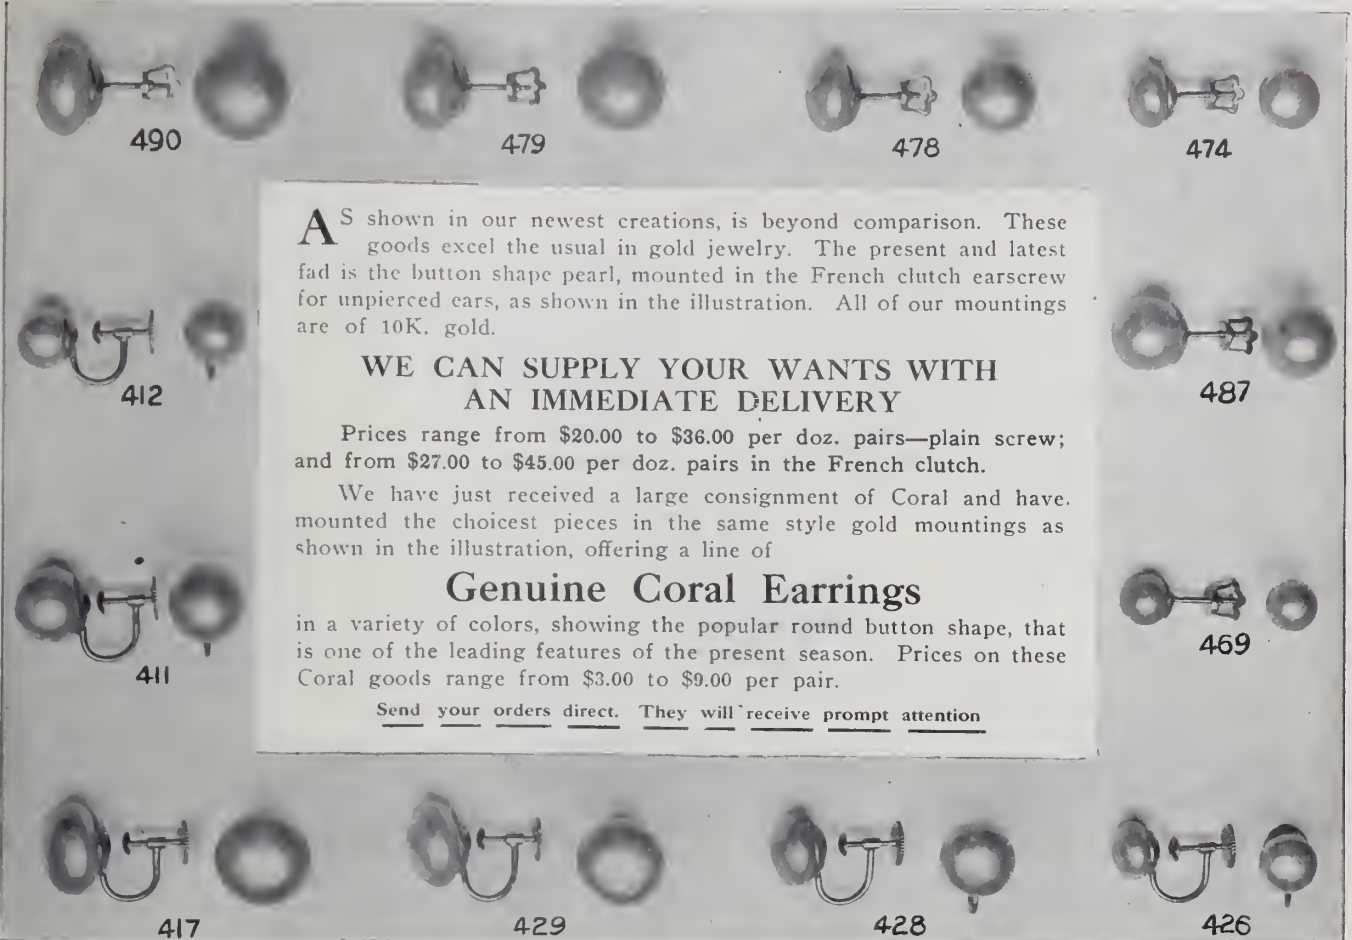 490
479
478
474
AS shown in our newest creations, is beyond comparison. These
goods excel the usual in gold jewelry. The present and latest
fad is the button shape pearl, mounted in the French clutch earscrew
for unpierced ears, as shown in the illustration. All of our mountings
are of 10K. gold.
412
487
WE CAN SUPPLY YOUR WANTS WITH
AN IMMEDIATE DELIVERY
Prices range from $20.00 to $36.00 per doz. pairs—plain screw;
and from $27.00 to $45.00 per doz. pairs in the French clutch.
We have just received a large consignment of Coral and have.
mounted the choicest pieces in the same style gold mountings as
shown in the illustration, offering a line of
Genuine Coral Earrings
in a variety of colors, showing the popular round button shape, that
is one of the leading features of the present season. Prices on these
Coral goods range from $3.00 to $9.00 per pair.
411
469
Send your orders direct. They will receive prompt attention
417
429
428
426